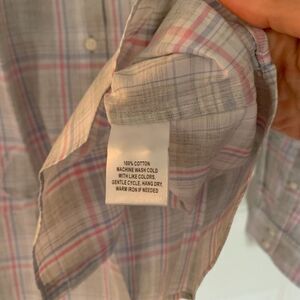 100% COTTON
MACHINE WASH COLD
WITH LIKE COLORS,
GENTLE CYCLE, HANG DRY,
WARM IRON IF NEEDED